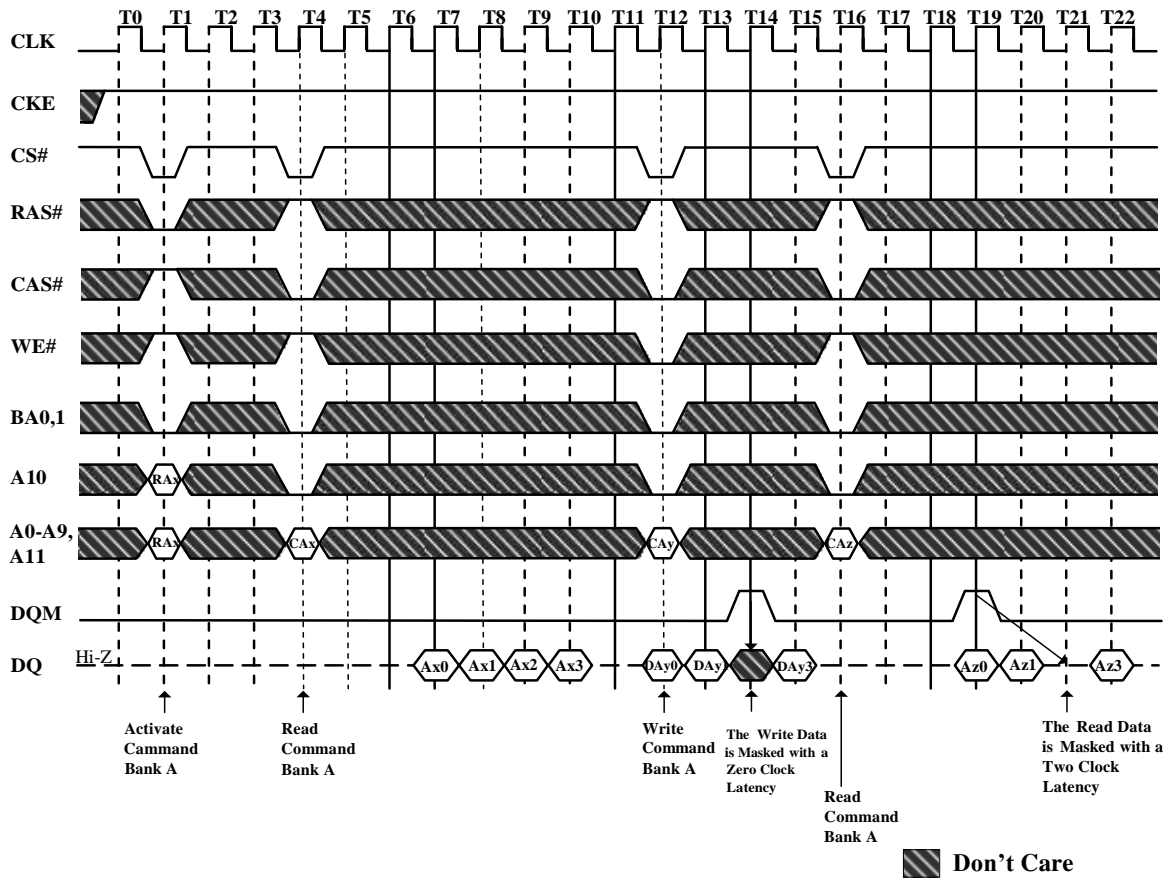 T0 T1 T2 T3 T4 T5 T6 T7 T8 T9 T10 T11 T12 T13 T14 T15 T16 T17 T18 T19 T20 T21 T22
CLK
CKE
CS#
RAS#
CAS#
WE#
BA0,1
A10
RAx
A0-A9,
A11
RAx CAx CAy CAz
DQM
DQ
Hi-Z
Ax0 Ax1 Ax2 Ax3 DAy0 DAy1 DAy3 Az0 Az1 Az3
Activate
Cammand
Bank A
Read
Command
Bank A
Write
Command
Bank A
The Write Data
is Masked with a
Zero Clock
Latency
Read
Command
Bank A
The Read Data
is Masked with a
Two Clock
Latency
Don't Care